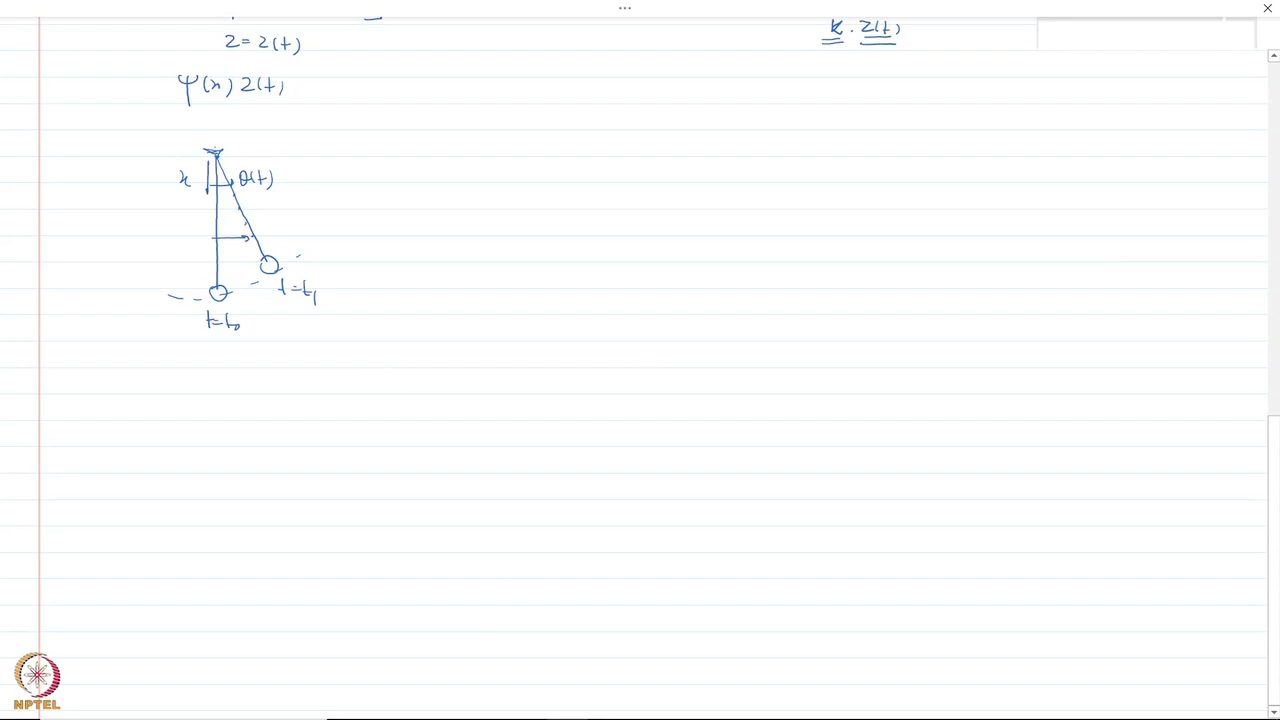 k . z(t)
z = z(t)
ψ(x) z(t)
x
θ(t)
t=t₁
t=t₀
NPTEL